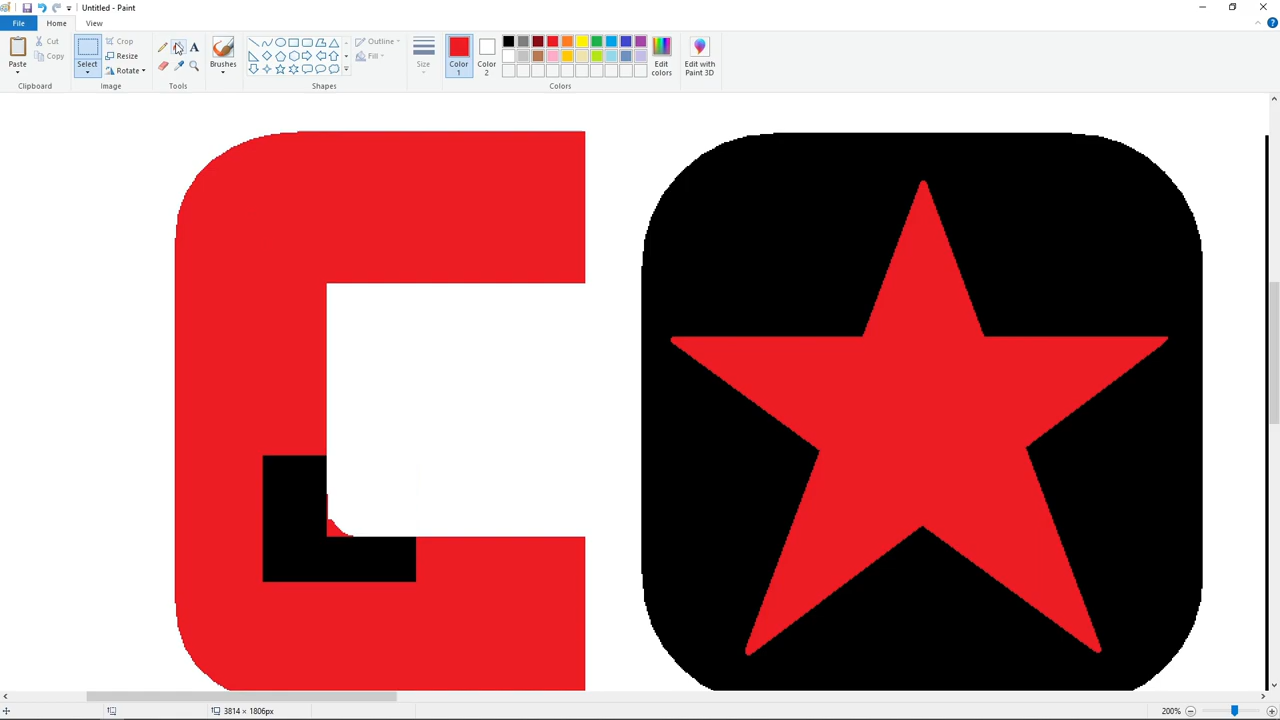 Untitled - Paint
File Home View
Paste
Cut
Copy
Clipboard
Select
Crop
Resize
Rotate
Image
A
Tools
Brushes
Outline
Fill
Shapes
Size
Color 1
Color 2
Colors
Edit colors
Edit with Paint 3D
3814 × 1806px
200%